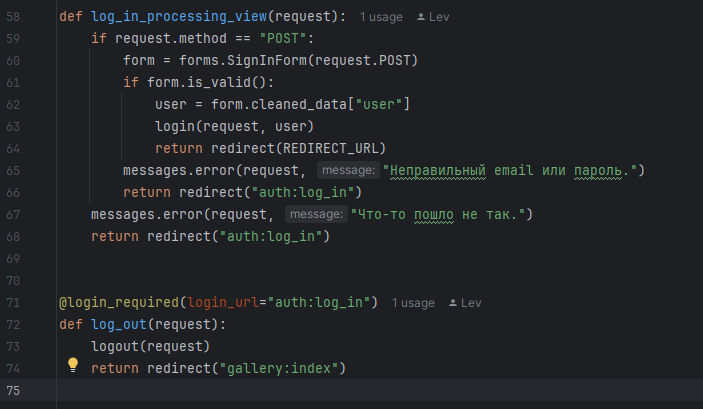 58 def log_in_processing_view(request): 1 usage Lev
59 if request.method == "POST":
60 form = forms.SignInForm(request.POST)
61 if form.is_valid():
62 user = form.cleaned_data["user"]
63 login(request, user)
64 return redirect(REDIRECT_URL)
65 messages.error(request, message: "Неправильный email или пароль.")
66 return redirect("auth:log_in")
67 messages.error(request, message: "Что-то пошло не так.")
68 return redirect("auth:log_in")
69
70
71 @login_required(login_url="auth:log_in") 1 usage Lev
72 def log_out(request):
73 logout(request)
74 return redirect("gallery:index")
75